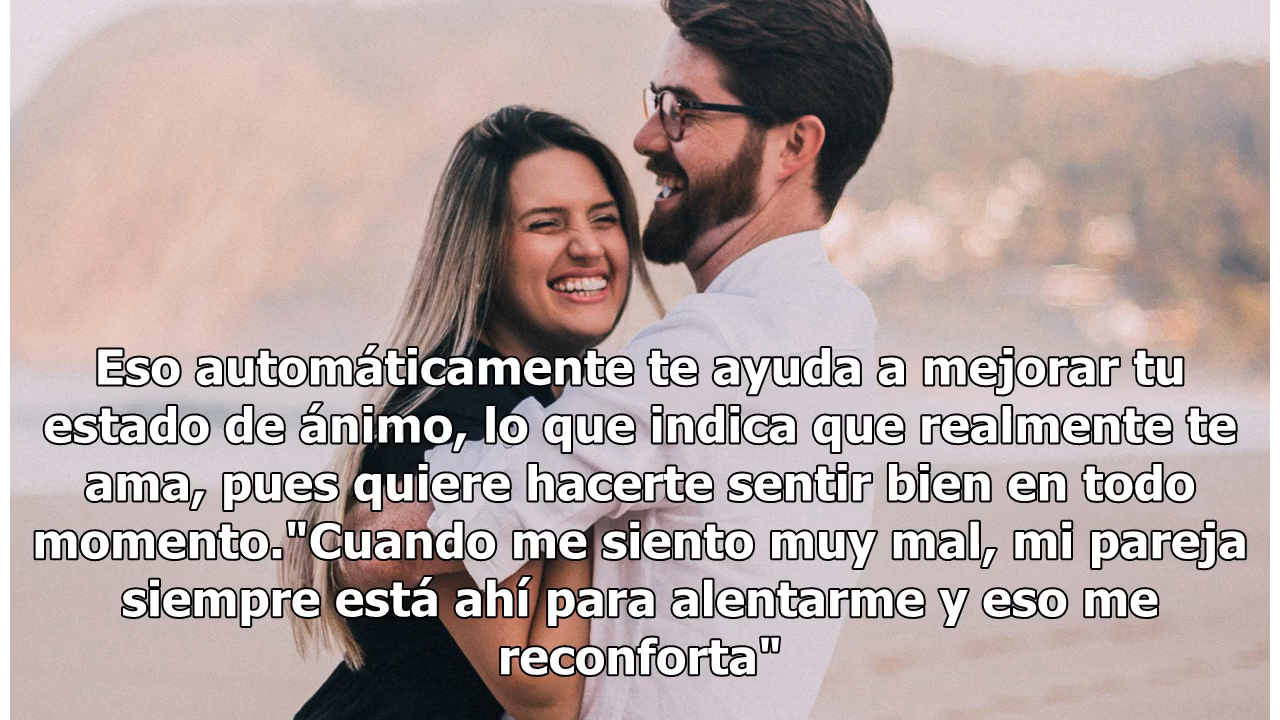 Eso automáticamente te ayuda a mejorar tu
estado de ánimo, lo que indica que realmente te
ama, pues quiere hacerte sentir bien en todo
momento."Cuando me siento muy mal, mi pareja
siempre está ahí para alentarme y eso me
reconforta"